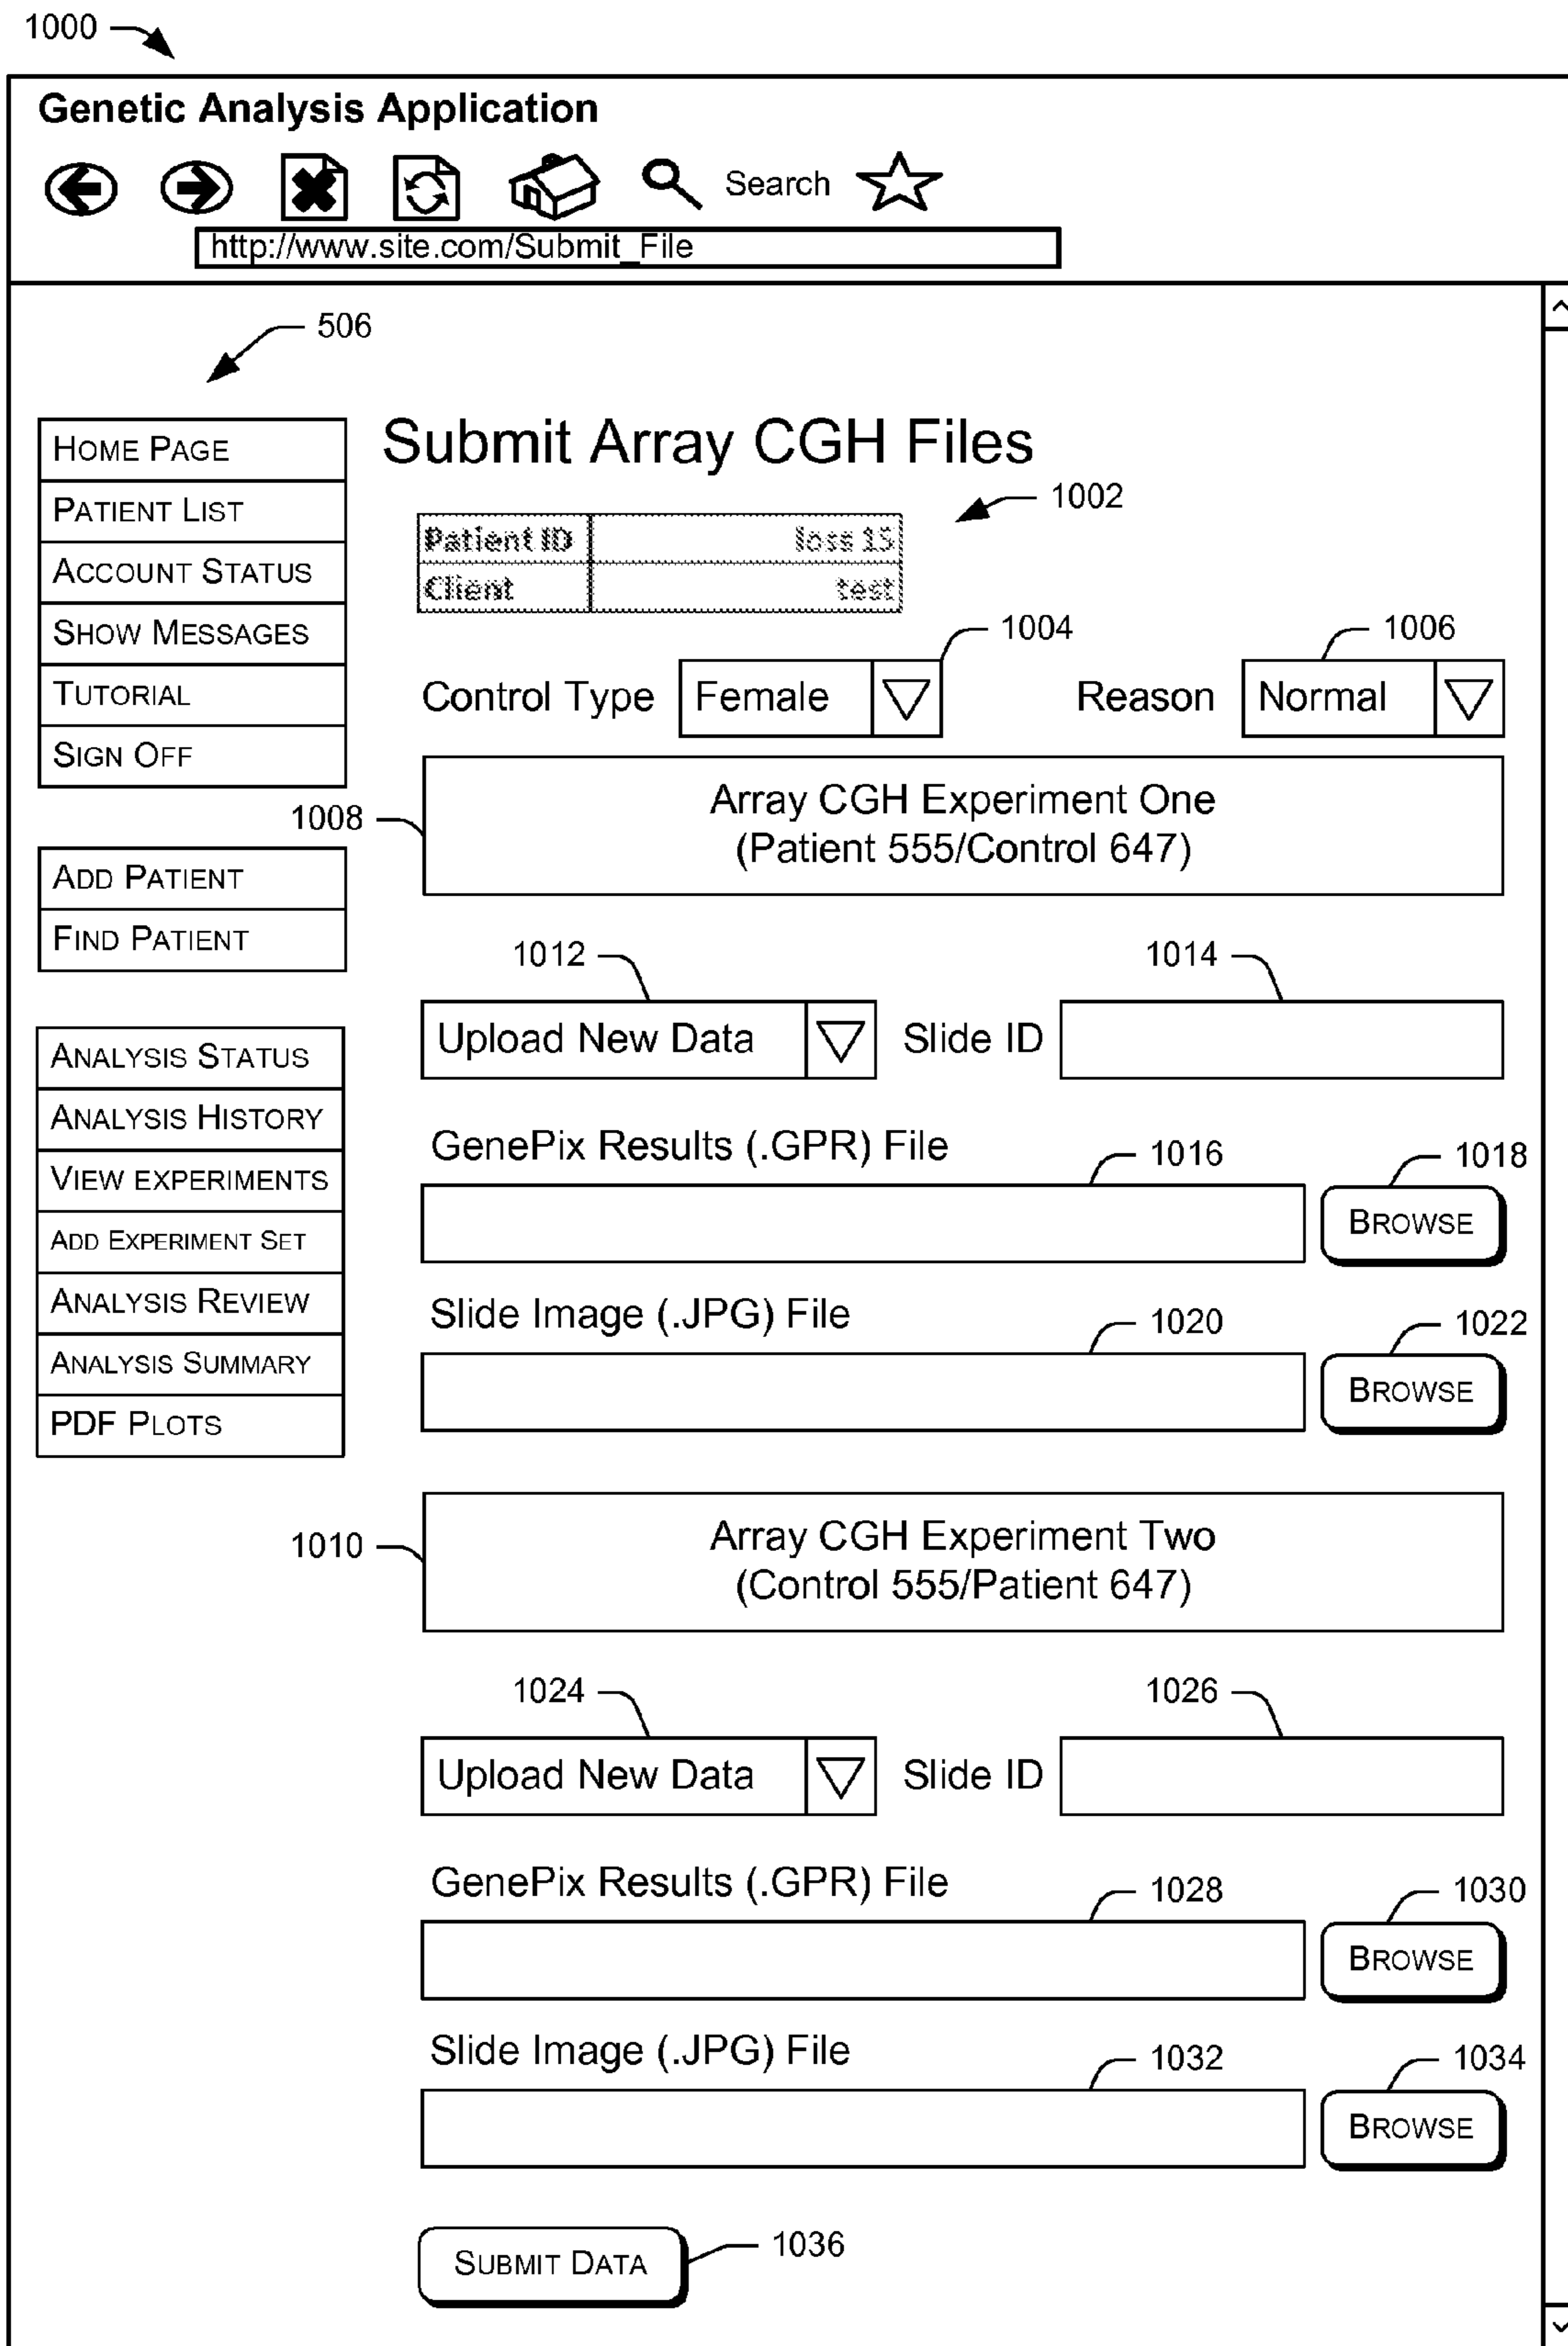 1000
Genetic Analysis Application
Search
http://www.site.com/Submit_File
506
HOME PAGE
PATIENT LIST
ACCOUNT STATUS
SHOW MESSAGES
TUTORIAL
SIGN OFF
ADD PATIENT
FIND PATIENT
ANALYSIS STATUS
ANALYSIS HISTORY
VIEW EXPERIMENTS
ADD EXPERIMENT SET
ANALYSIS REVIEW
ANALYSIS SUMMARY
PDF PLOTS
Submit Array CGH Files
1002
Patient ID loss 15
Client test
1004 1006
Control Type Female Reason Normal
1008
Array CGH Experiment One
(Patient 555/Control 647)
1012 1014
Upload New Data Slide ID
GenePix Results (.GPR) File 1016 1018
BROWSE
Slide Image (.JPG) File 1020 1022
BROWSE
1010
Array CGH Experiment Two
(Control 555/Patient 647)
1024 1026
Upload New Data Slide ID
GenePix Results (.GPR) File 1028 1030
BROWSE
Slide Image (.JPG) File 1032 1034
BROWSE
SUBMIT DATA 1036